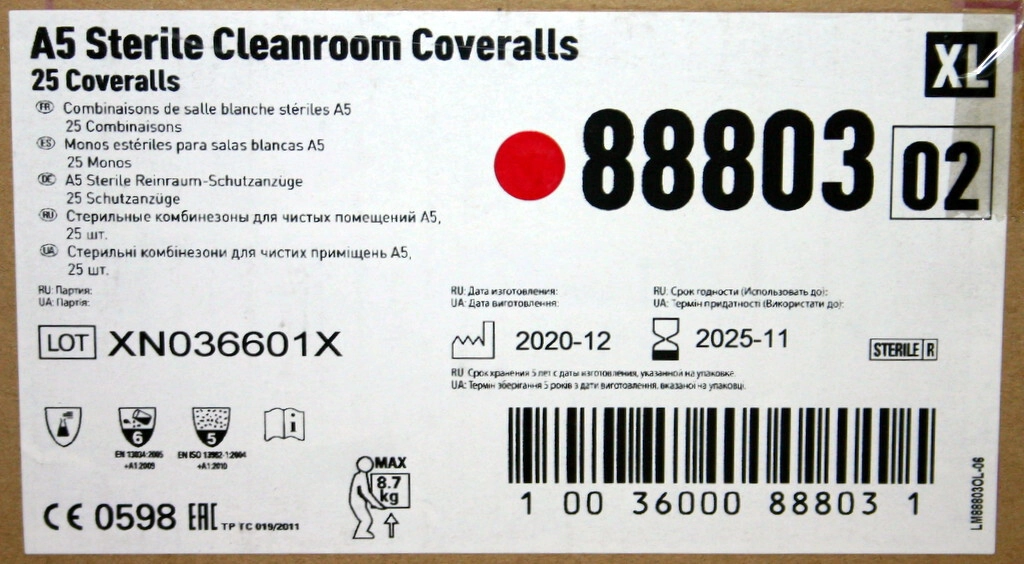 A5 Sterile Cleanroom Coveralls
XL
25 Coveralls
FR Combinaisons de salle blanche stériles A5
25 Combinaisons
ES Monos estériles para salas blancas A5
25 Monos
88803 02
DE A5 Sterile Reinraum-Schutzanzüge
25 Schutzanzüge
RU Стерильные комбинезоны для чистых помещений A5,
25 шт.
UA Стерильні комбінезони для чистих приміщень A5,
25 шт.
RU: Партия:
UA: Партія:
RU: Дата изготовления:
UA: Дата виготовлення:
RU: Срок годности (Использовать до):
UA: Термін придатності (Використати до):
LOT XN036601X
2020-12
2025-11
STERILE R
RU: Срок хранения 5 лет с даты изготовления, указанной на упаковке.
UA: Термін зберігання 5 років з дати виготовлення, вказаної на упаковці.
6
5
i
EN 13034:2005
+A1:2009
EN ISO 13982-1:2004
+A1:2010
MAX
8.7
kg
CE 0598 EAC ТР ТС 019/2011
1 00 36000 88803 1
LM88803OL-06